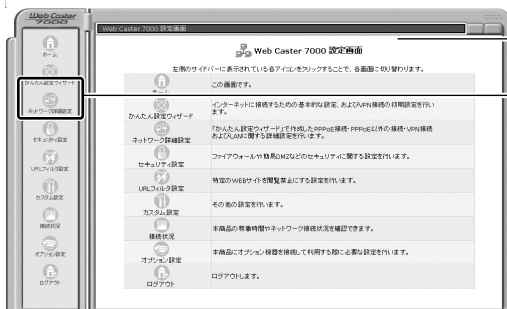 Web Caster
7000
ホーム
かんたん設定ウィザード
ネットワーク詳細設定
セキュリティ設定
URLフィルタ設定
カスタム設定
接続状況
オプション設定
ログアウト
Web Caster 7000 設定画面
Web Caster 7000 設定画面
左側のサイドバーに表示されている各アイコンをクリックすることで、各画面に切り替わります。
ホーム
この画面です。
かんたん設定ウィザード
インターネットに接続するための基本的な設定、およびVPN接続の初期設定を行い
ます。
ネットワーク詳細設定
「かんたん設定ウィザード」で作成したPPPoE接続・PPPoE以外の接続・VPN接続
およびLANに関する詳細設定を行います。
セキュリティ設定
ファイアウォールや簡易DMZなどのセキュリティに関する設定を行います。
URLフィルタ設定
特定のWEBサイトを閲覧禁止にする設定を行います。
カスタム設定
その他の設定を行います。
接続状況
本商品の稼働時間やネットワーク接続状況を確認できます。
オプション設定
本商品にオプション機器を接続して利用する際に必要な設定を行います。
ログアウト
ログアウトします。